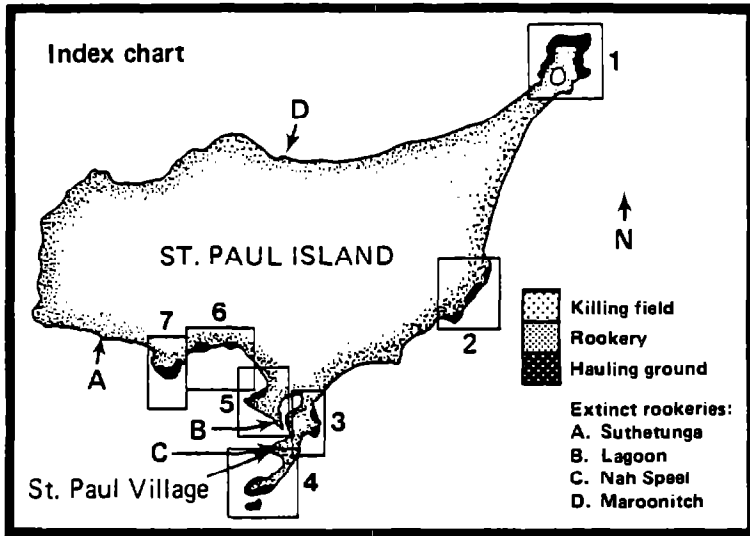 Index chart
1
D
N
ST. PAUL ISLAND
7
6
2
A
5
B
3
C
St. Paul Village
4
Killing field
Rookery
Hauling ground
Extinct rookeries:
A. Suthetunga
B. Lagoon
C. Nah Speel
D. Maroonitch